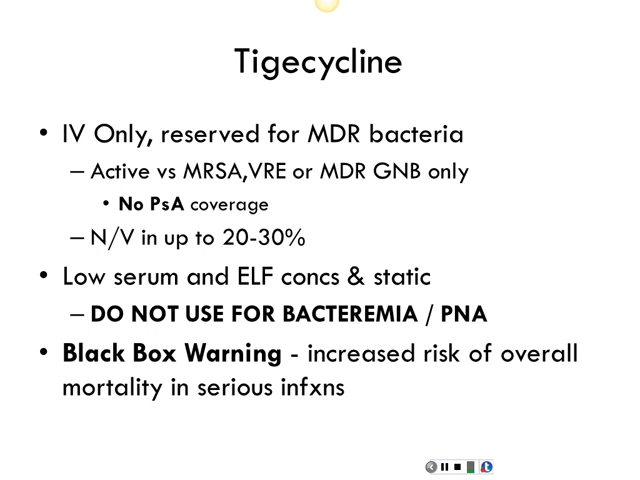 Tigecycline
• IV Only, reserved for MDR bacteria
– Active vs MRSA,VRE or MDR GNB only
• No PsA coverage
– N/V in up to 20-30%
• Low serum and ELF concs & static
– DO NOT USE FOR BACTEREMIA / PNA
• Black Box Warning - increased risk of overall
mortality in serious infxns